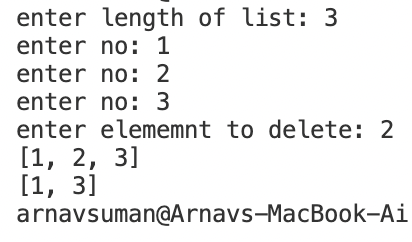 enter length of list: 3
enter no: 1
enter no: 2
enter no: 3
enter elememnt to delete: 2
[1, 2, 3]
[1, 3]
arnavsuman@Arnavs-MacBook-Ai